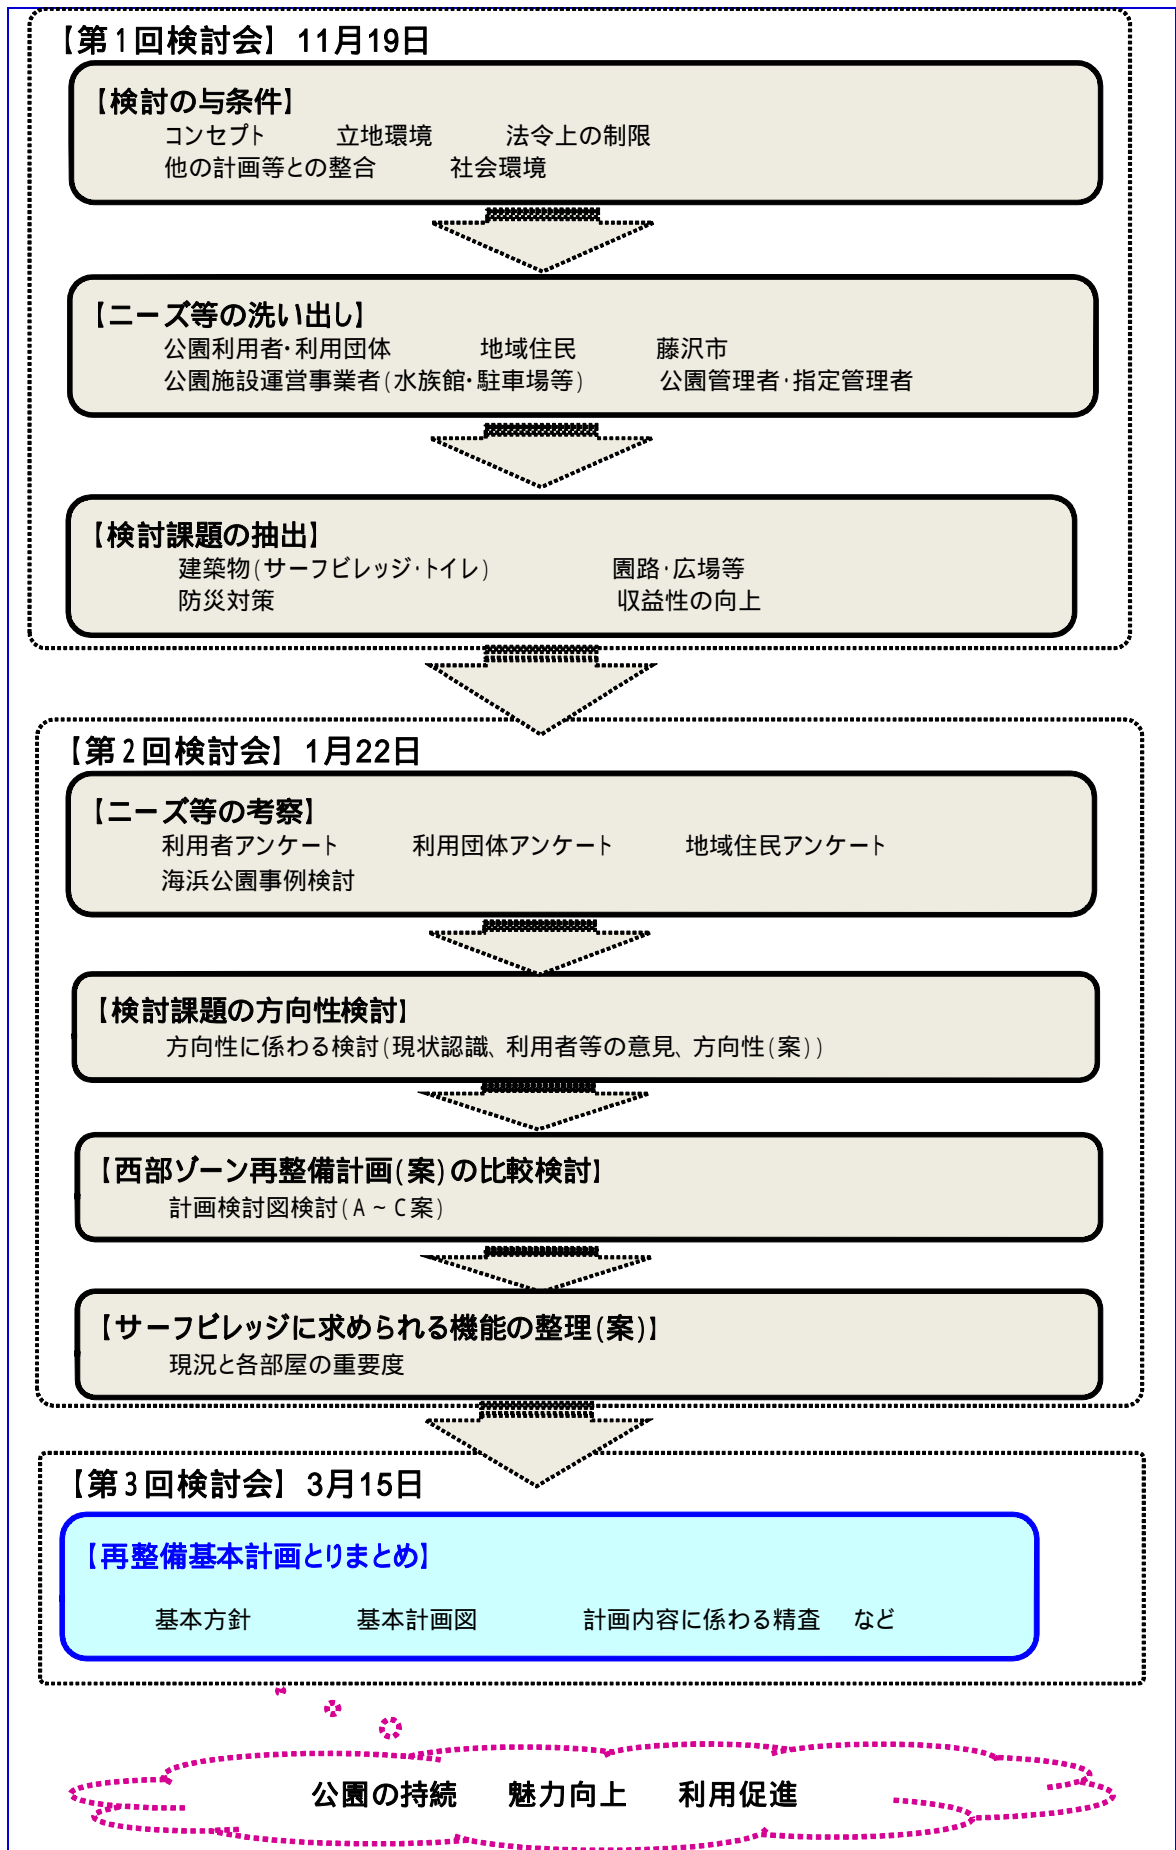 【第1回検討会】 11月19日
【検討の与条件】
コンセプト 立地環境 法令上の制限
他の計画等との整合 社会環境
【ニーズ等の洗い出し】
公園利用者・利用団体 地域住民 藤沢市
公園施設運営事業者(水族館・駐車場等) 公園管理者・指定管理者
【検討課題の抽出】
建築物(サーフビレッジ・トイレ) 園路・広場等
防災対策 収益性の向上
【第2回検討会】 1月22日
【ニーズ等の考察】
利用者アンケート 利用団体アンケート 地域住民アンケート
海浜公園事例検討
【検討課題の方向性検討】
方向性に係わる検討(現状認識、利用者等の意見、方向性(案))
【西部ゾーン再整備計画(案)の比較検討】
計画検討図検討(A~C案)
【サーフビレッジに求められる機能の整理(案)】
現況と各部屋の重要度
【第3回検討会】 3月15日
【再整備基本計画とりまとめ】
基本方針 基本計画図 計画内容に係わる精査 など
公園の持続 魅力向上 利用促進